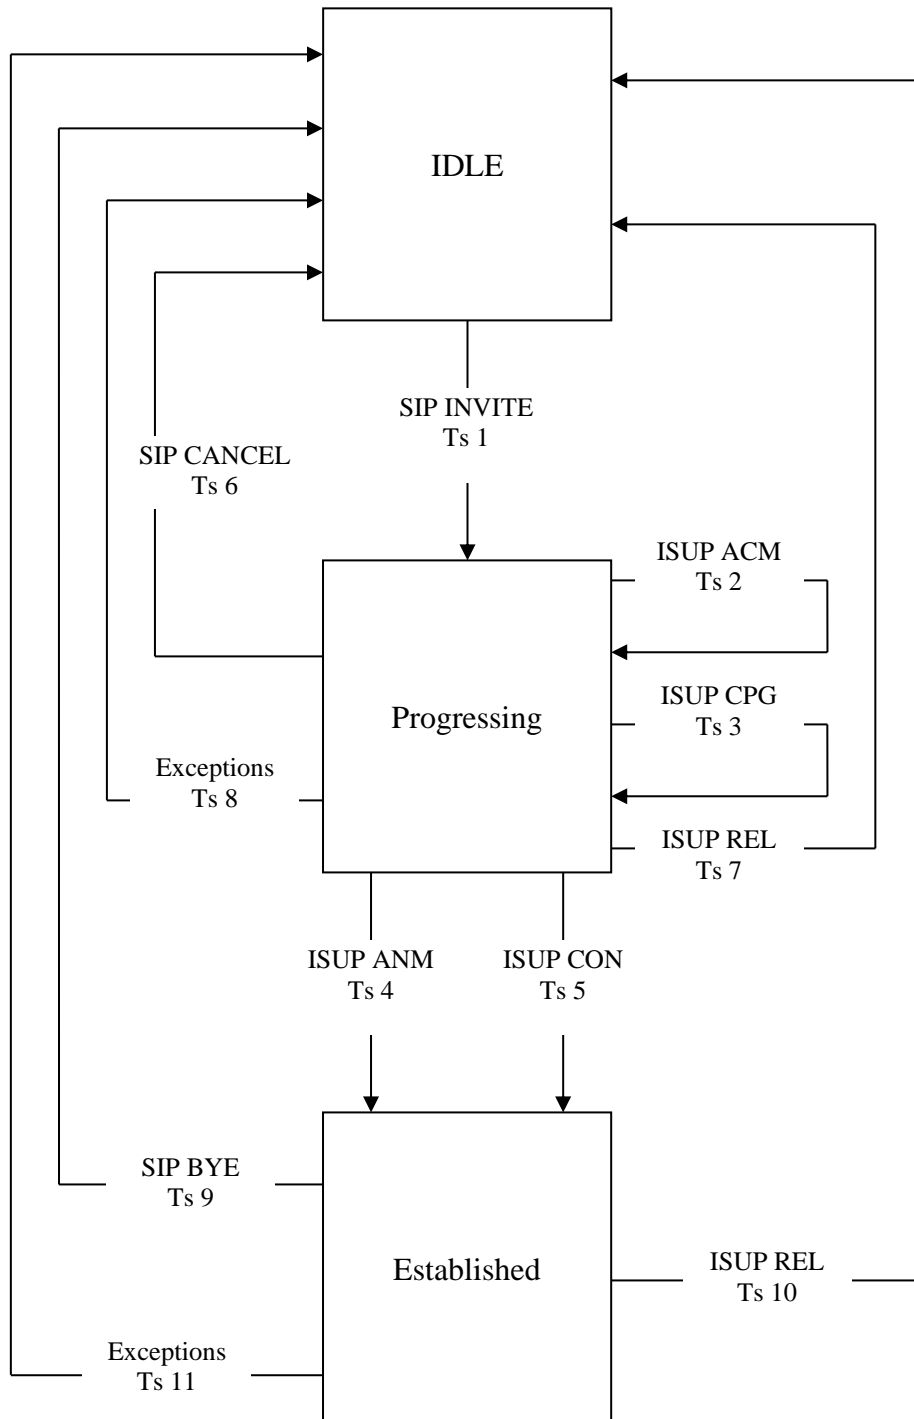 IDLE
SIP INVITE
Ts 1
SIP CANCEL
Ts 6
ISUP ACM
Ts 2
Progressing
ISUP CPG
Ts 3
Exceptions
Ts 8
ISUP REL
Ts 7
ISUP ANM
Ts 4
ISUP CON
Ts 5
SIP BYE
Ts 9
Established
ISUP REL
Ts 10
Exceptions
Ts 11